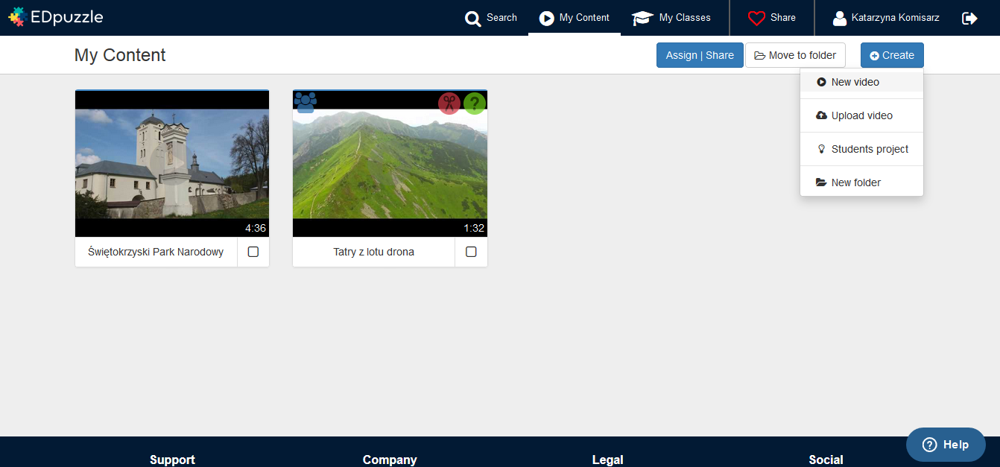 EDpuzzle
Search
My Content
My Classes
Share
Katarzyna Komisarz
My Content
Assign | Share
Move to folder
Create
New video
Upload video
Students project
New folder
?
4:36
1:32
Świętokrzyski Park Narodowy
Tatry z lotu drona
Support
Company
Legal
Social
? Help